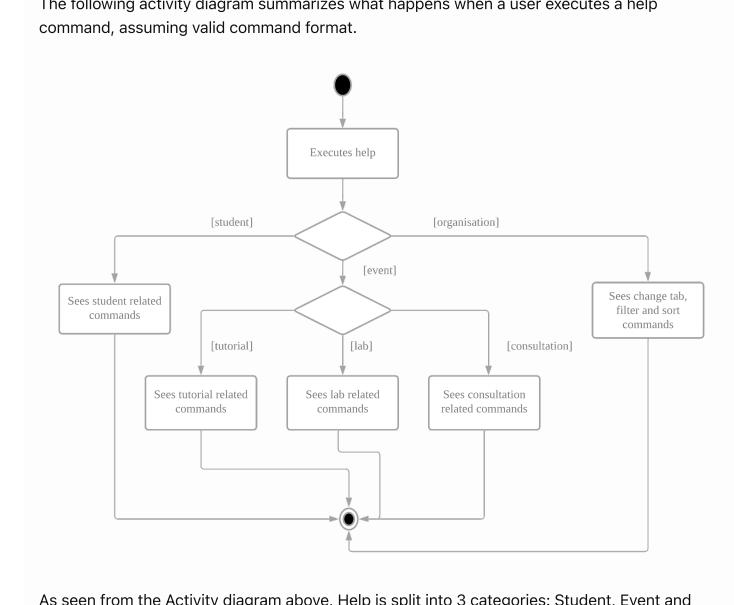 The following activity diagram summarizes what happens when a user executes a help
command, assuming valid command format.
Executes help
[student]
[organisation]
[event]
Sees student related
commands
Sees change tab,
filter and sort
commands
[tutorial]
[lab]
[consultation]
Sees tutorial related
commands
Sees lab related
commands
Sees consultation
related commands
As seen from the Activity diagram above, Help is split into 3 categories: Student, Event and